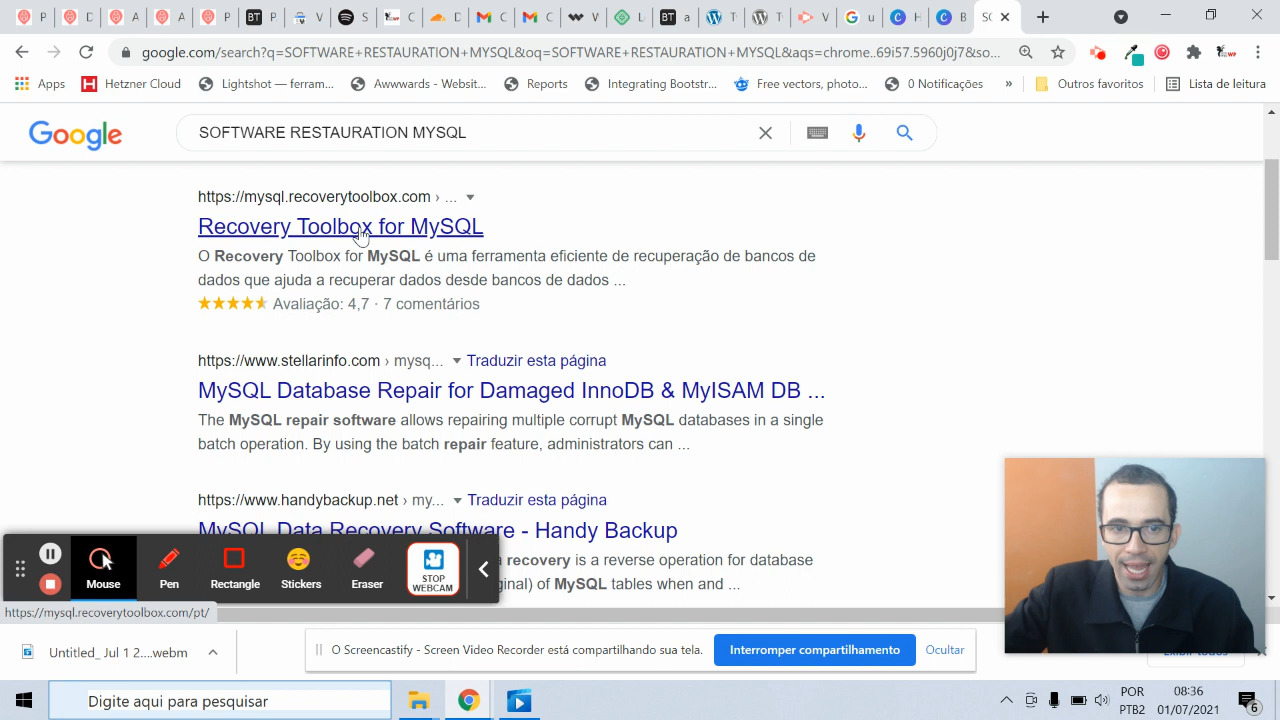 P
D
A
A
P
BT P
V
S
C
D
C
C
V
L
BT a
T
T
V
u
H
B
SC
google.com/search?q=SOFTWARE+RESTAURATION+MYSQL&oq=SOFTWARE+RESTAURATION+MYSQL&aqs=chrome..69i57.5960j0j7&so...
Apps
Hetzner Cloud
Lightshot — ferram...
Awwwards - Websit...
Reports
Integrating Bootstr...
Free vectors, photo...
0 Notificações
»
Outros favoritos
Lista de leitura
Google
SOFTWARE RESTAURATION MYSQL
https://mysql.recoverytoolbox.com › ...
Recovery Toolbox for MySQL
O Recovery Toolbox for MySQL é uma ferramenta eficiente de recuperação de bancos de
dados que ajuda a recuperar dados desde bancos de dados ...
Avaliação: 4,7 · 7 comentários
https://www.stellarinfo.com › mysq... Traduzir esta página
MySQL Database Repair for Damaged InnoDB & MyISAM DB ...
The MySQL repair software allows repairing multiple corrupt MySQL databases in a single
batch operation. By using the batch repair feature, administrators can ...
https://www.handybackup.net › my... Traduzir esta página
MySQL Data Recovery Software - Handy Backup
recovery is a reverse operation for database
of MySQL tables when and ...
Mouse
Pen
Rectangle
Stickers
Eraser
STOP
WEBCAM
https://mysql.recoverytoolbox.com/pt/
Untitled_ Jul 1 2....webm
O Screencastify - Screen Video Recorder está compartilhando sua tela.
Interromper compartilhamento
Ocultar
Digite aqui para pesquisar
POR
PTB2
08:36
01/07/2021
6